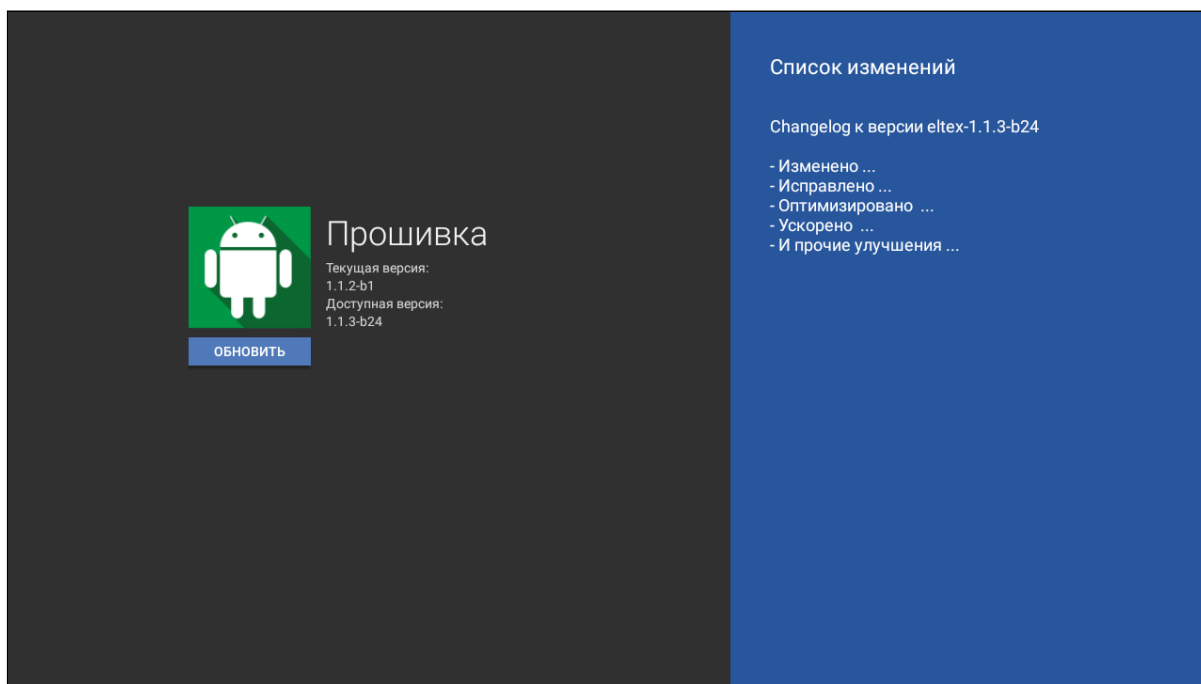 Прошивка
Текущая версия:
1.1.2-b1
Доступная версия:
1.1.3-b24
ОБНОВИТЬ
Список изменений
Changelog к версии eltex-1.1.3-b24
- Изменено ...
- Исправлено ...
- Оптимизировано ...
- Ускорено ...
- И прочие улучшения ...